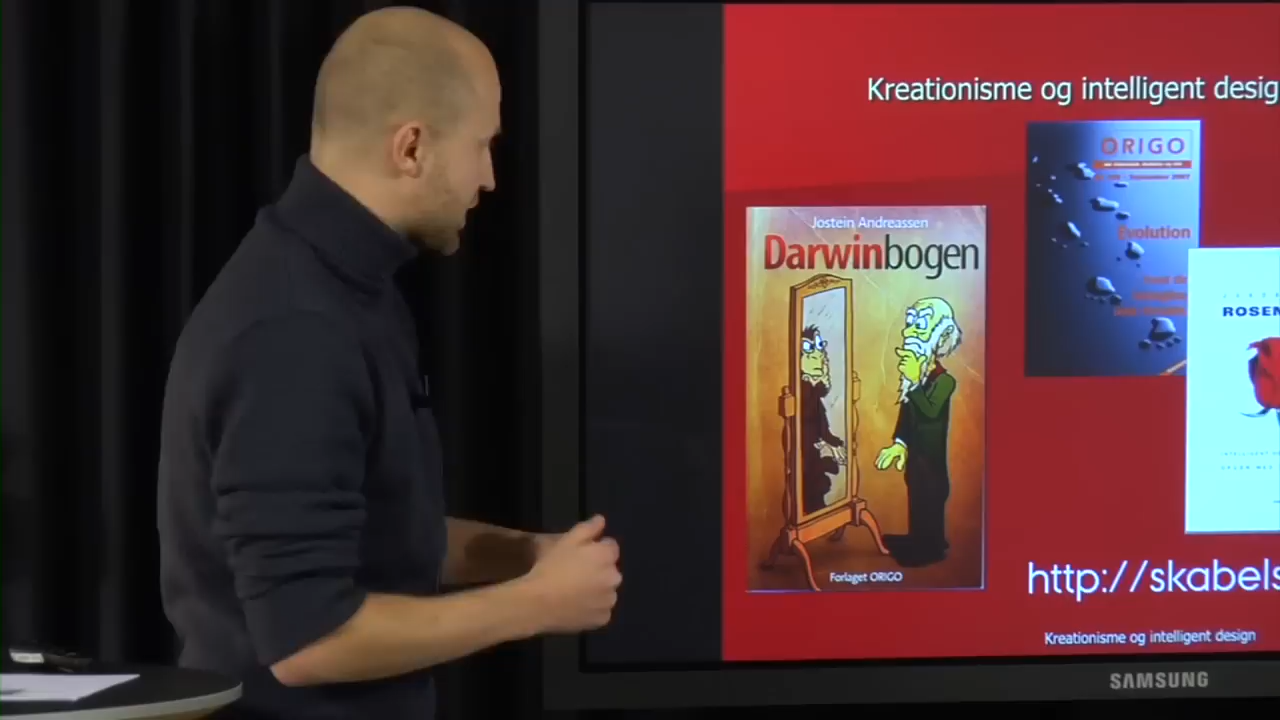 Kreationisme og intelligent desig
ORIGO
Evolution
Jostein Andreassen
Darwinbogen
ROSEN
Forlaget ORIGO
http://skabels
Kreationisme og intelligent design
SAMSUNG